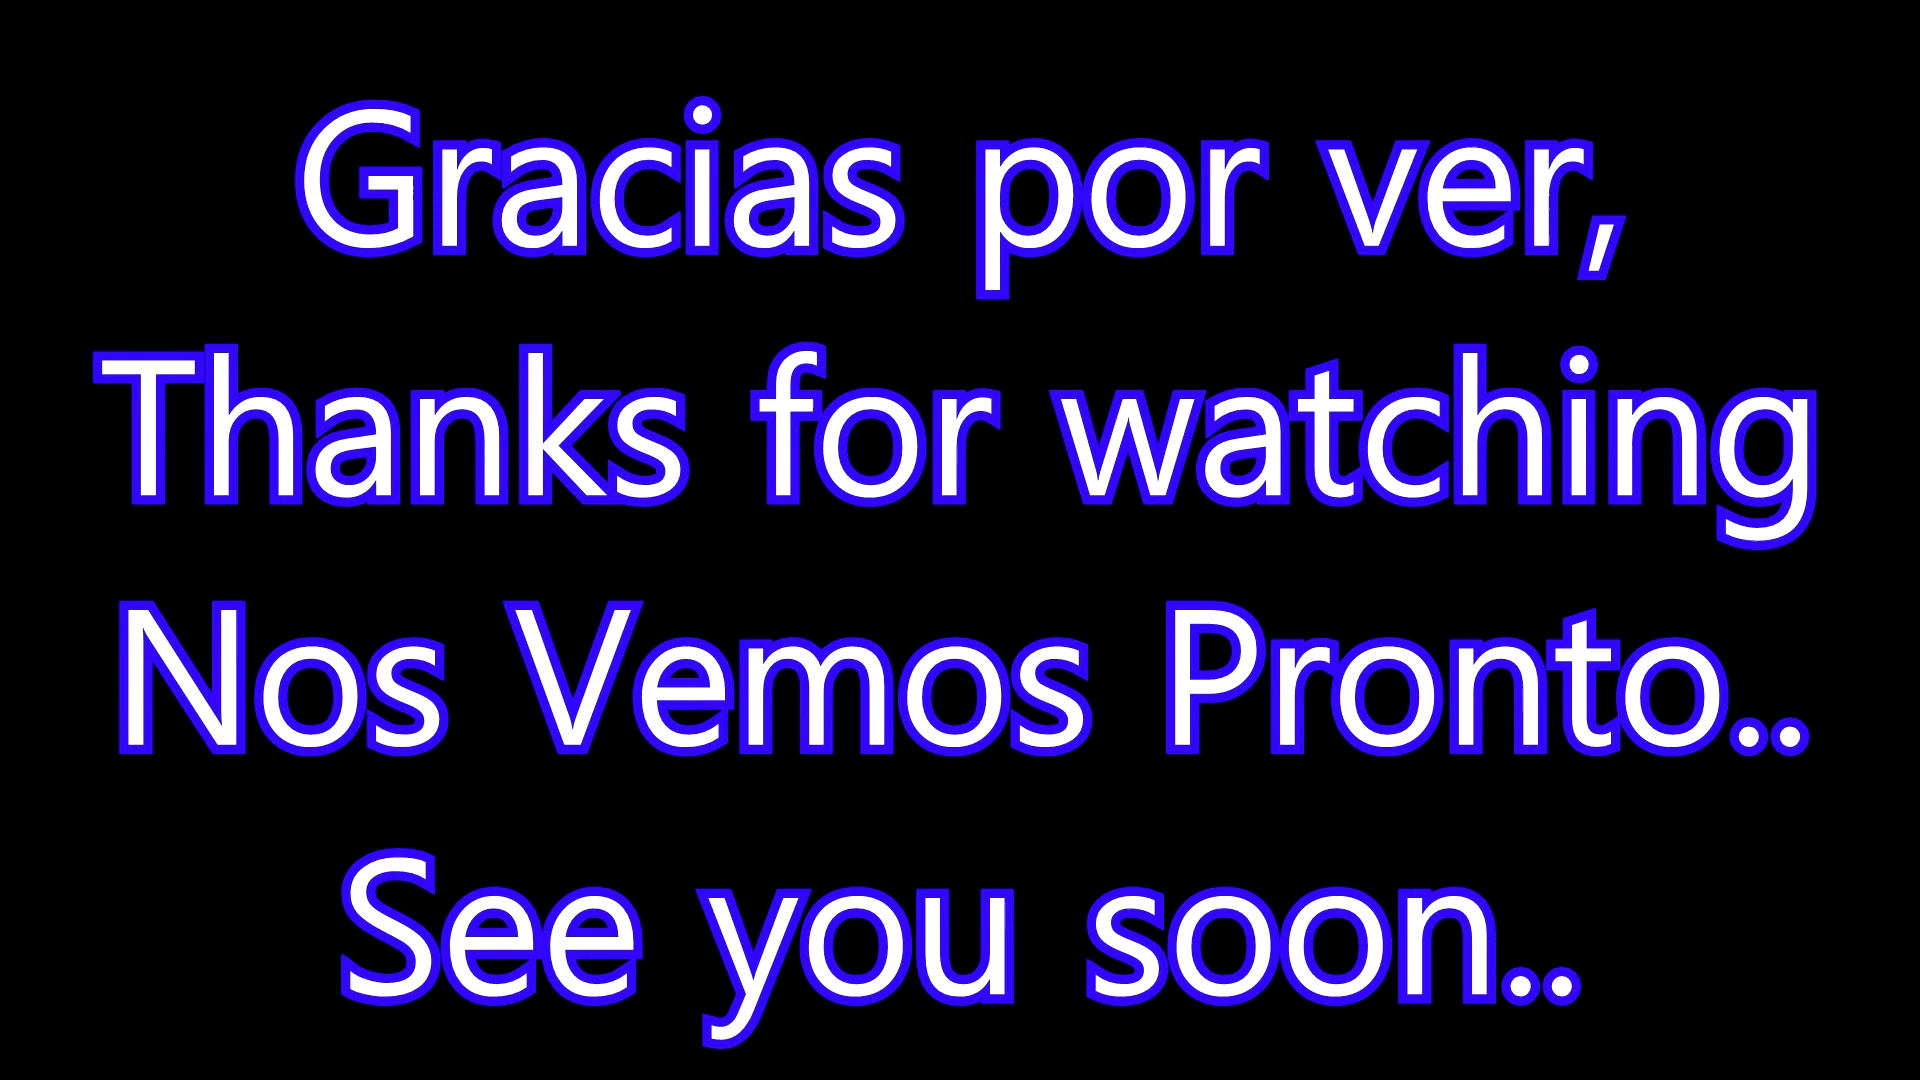 Gracias por ver,
Thanks for watching
Nos Vemos Pronto..
See you soon..